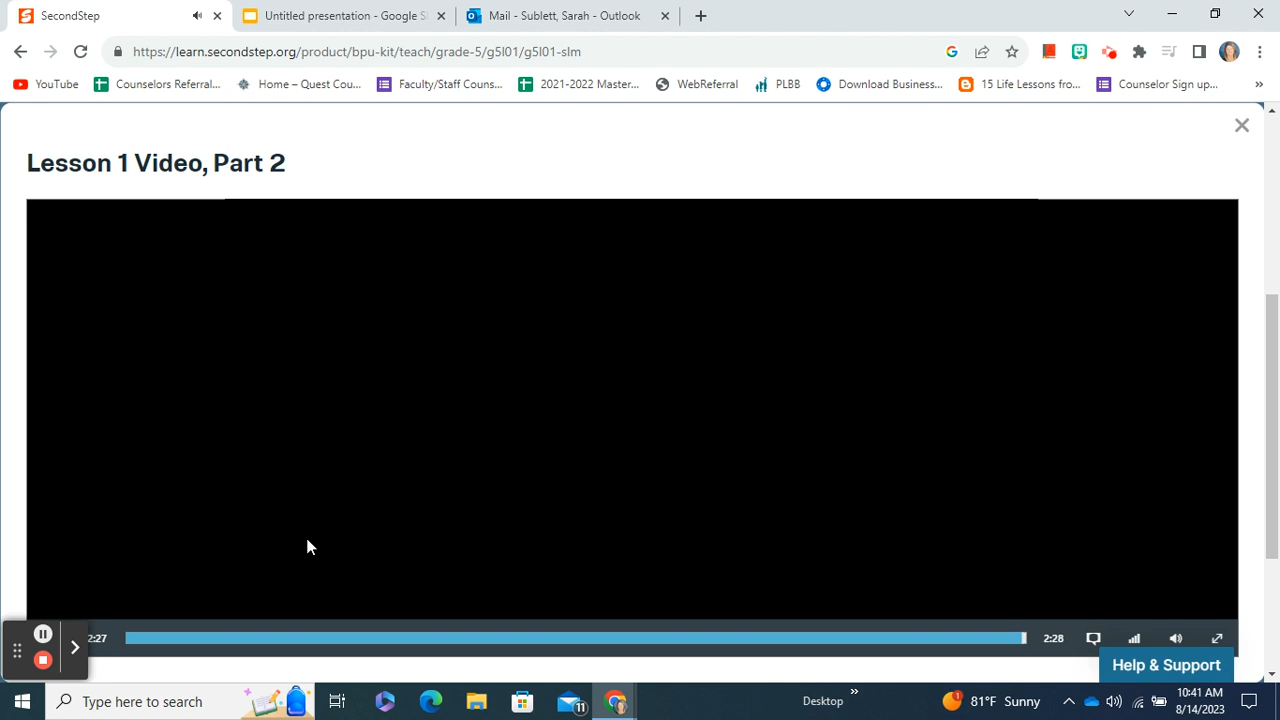 SecondStep
Untitled presentation - Google S
Mail - Sublett, Sarah - Outlook
https://learn.secondstep.org/product/bpu-kit/teach/grade-5/g5l01/g5l01-slm
YouTube
Counselors Referral...
Home – Quest Cou...
Faculty/Staff Couns...
2021-2022 Master...
WebReferral
PLBB
Download Business...
15 Life Lessons fro...
Counselor Sign up...
»
Lesson 1 Video, Part 2
2:27
2:28
Help & Support
Type here to search
11
Desktop
»
1
81°F Sunny
10:41 AM
8/14/2023